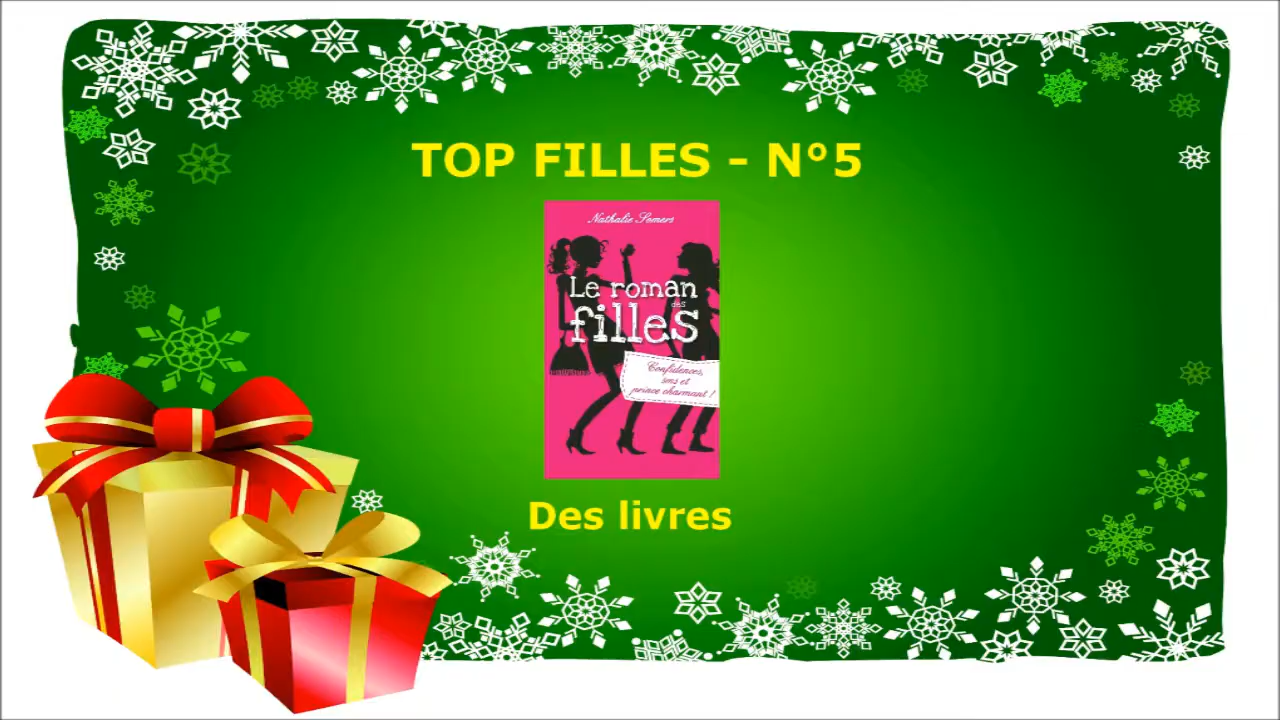 TOP FILLES - N°5
Nathalie Somers
Le roman
des
filles
Confidences,
sms et
prince charmant !
Des livres